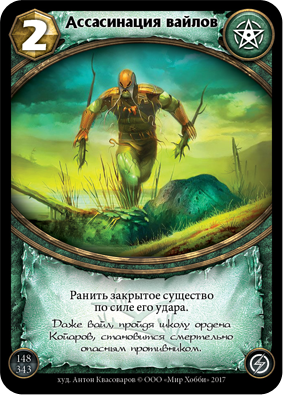 2
Ассасинация вайлов
Ранить закрытое существо
по силе его удара.
Даже вайл, пройдя школу ордена
Койаров, становится смертельно
опасным противником.
148
343
худ. Антон Квасоваров © ООО «Мир Хобби» 2017